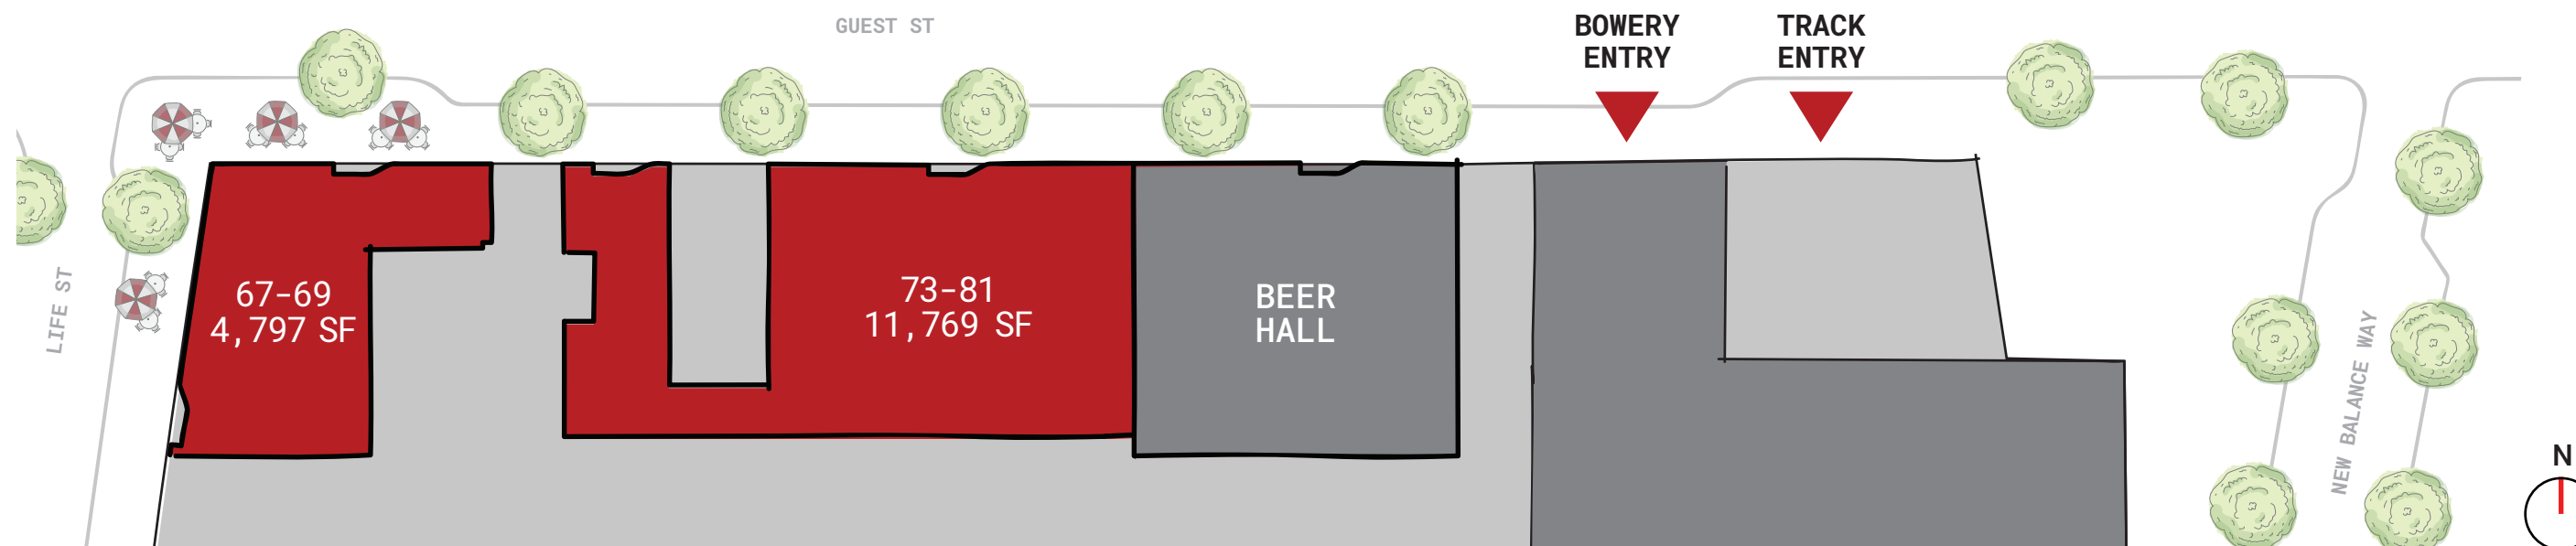 GUEST ST
BOWERY
ENTRY
TRACK
ENTRY
LIFE ST
67-69
4,797 SF
73-81
11,769 SF
BEER
HALL
NEW BALANCE WAY
N